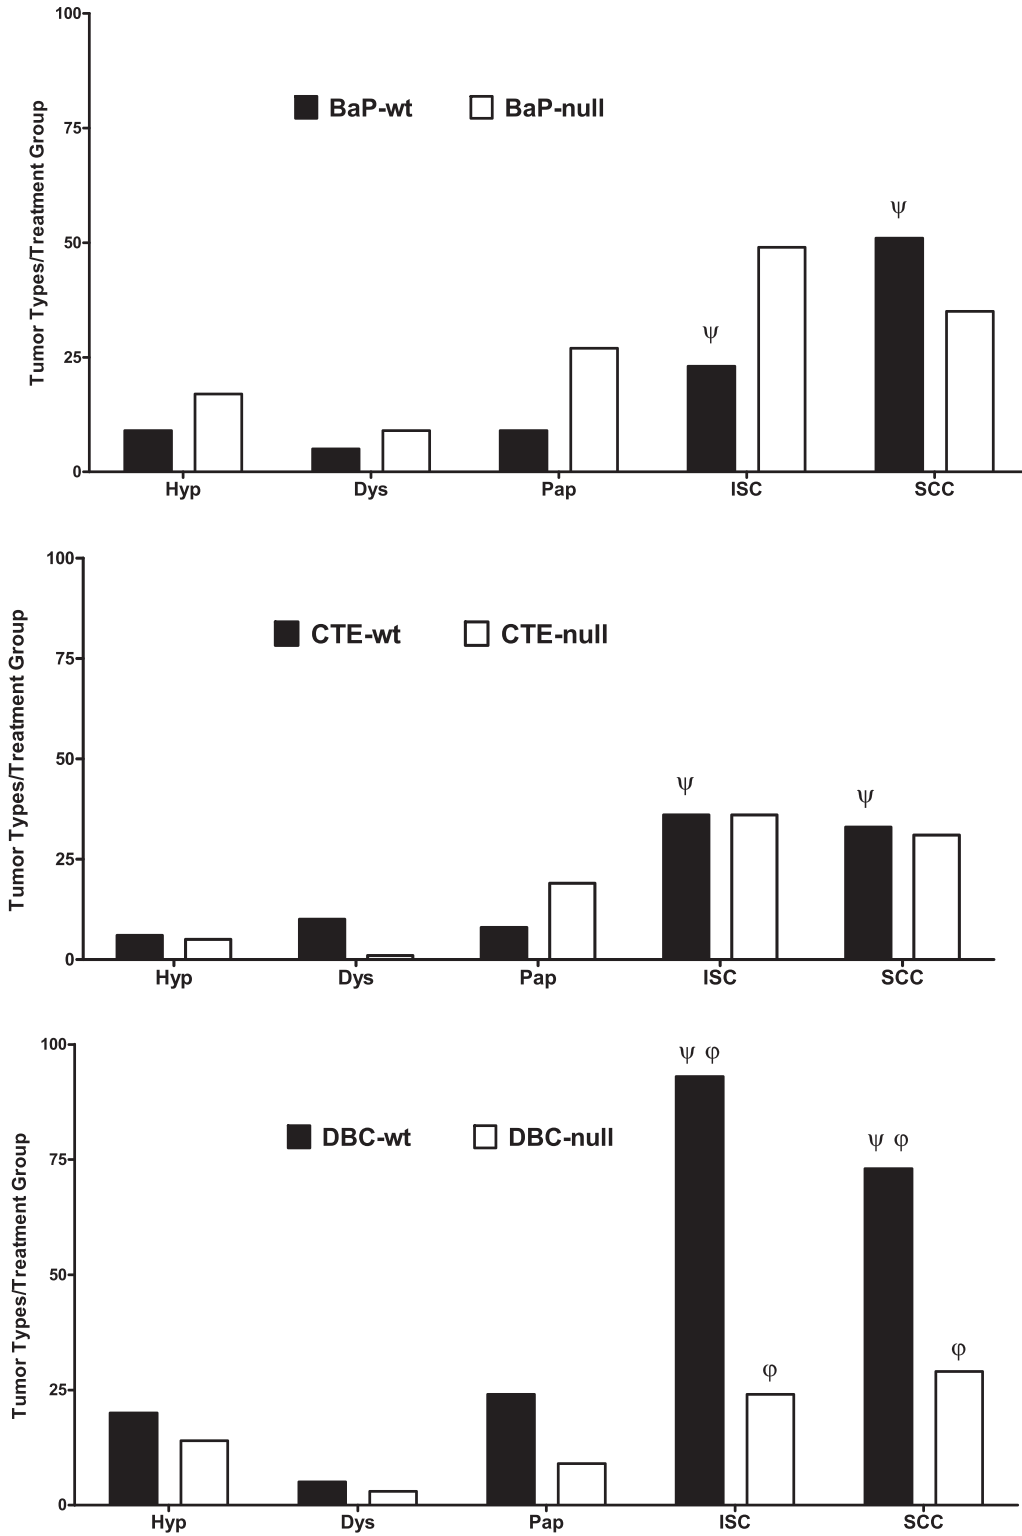 100
75
50
25
0
Tumor Types/Treatment Group
BaP-wt BaP-null
ψ
ψ
Hyp Dys Pap ISC SCC
100
75
50
25
0
Tumor Types/Treatment Group
CTE-wt CTE-null
ψ ψ
Hyp Dys Pap ISC SCC
100
75
50
25
0
Tumor Types/Treatment Group
DBC-wt DBC-null
ψ φ
ψ φ
φ
φ
Hyp Dys Pap ISC SCC